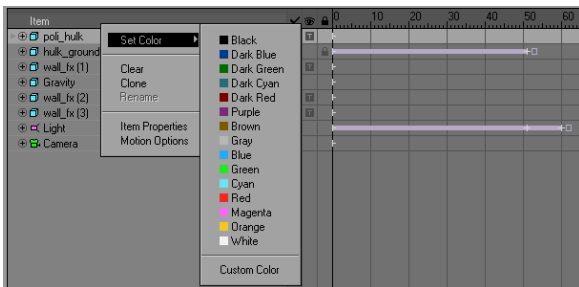 Item 0 10 20 30 40 50 60
poli_hulk
hulk_ground
wall_fx (1)
Gravity
wall_fx (2)
wall_fx (3)
Light
Camera
Set Color
Clear
Clone
Rename
Item Properties
Motion Options
Black
Dark Blue
Dark Green
Dark Cyan
Dark Red
Purple
Brown
Gray
Blue
Green
Cyan
Red
Magenta
Orange
White
Custom Color
T
T
T
T